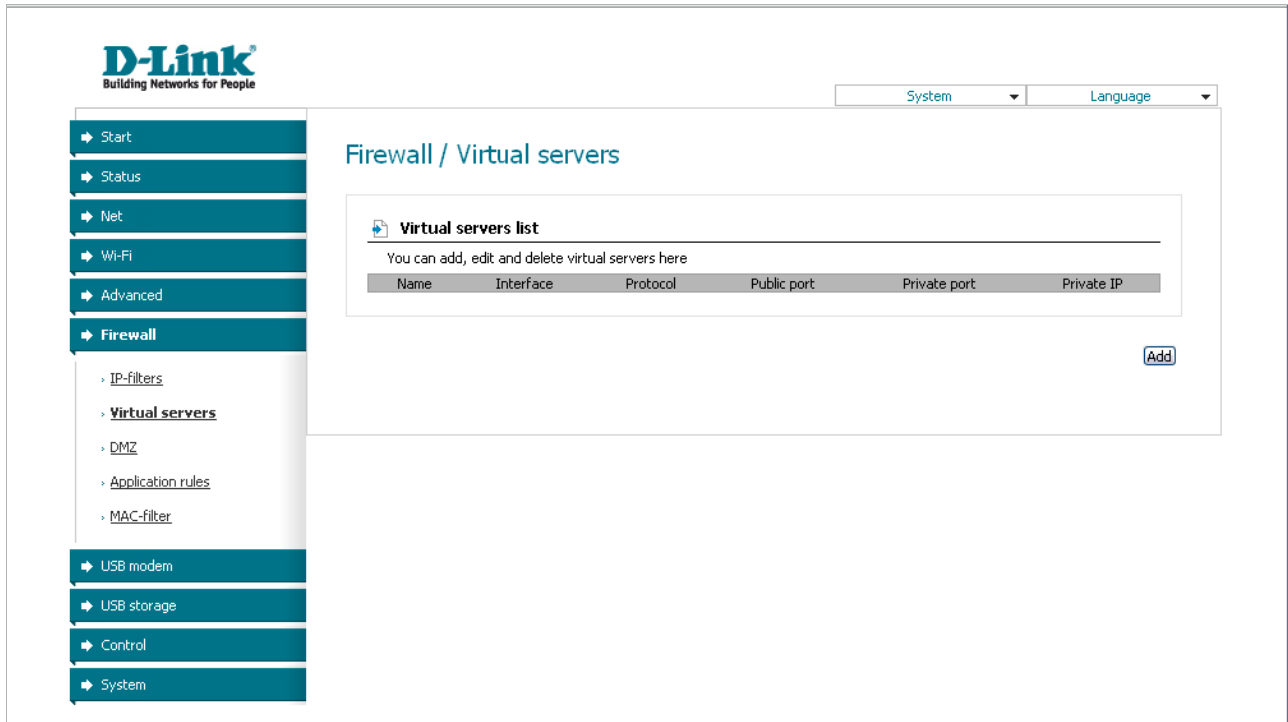 D-Link
Building Networks for People
System Language
Start
Status
Net
Wi-Fi
Advanced
Firewall
IP-filters
Virtual servers
DMZ
Application rules
MAC-filter
USB modem
USB storage
Control
System
Firewall / Virtual servers
Virtual servers list
You can add, edit and delete virtual servers here
Name Interface Protocol Public port Private port Private IP
Add